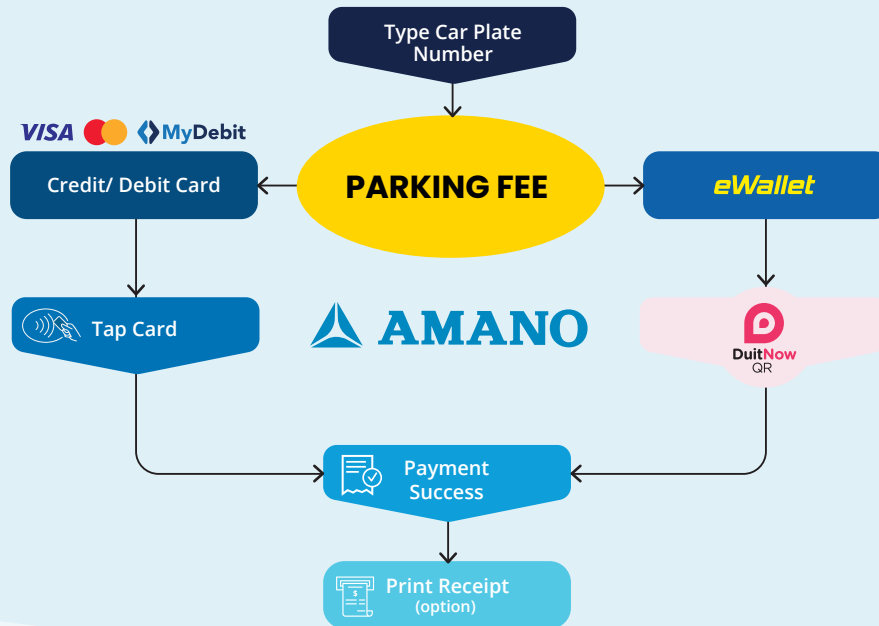 Type Car Plate
Number
VISA
MyDebit
Credit/ Debit Card
PARKING FEE
eWallet
Tap Card
AMANO
DuitNow
QR
Payment
Success
$
Print Receipt
(option)